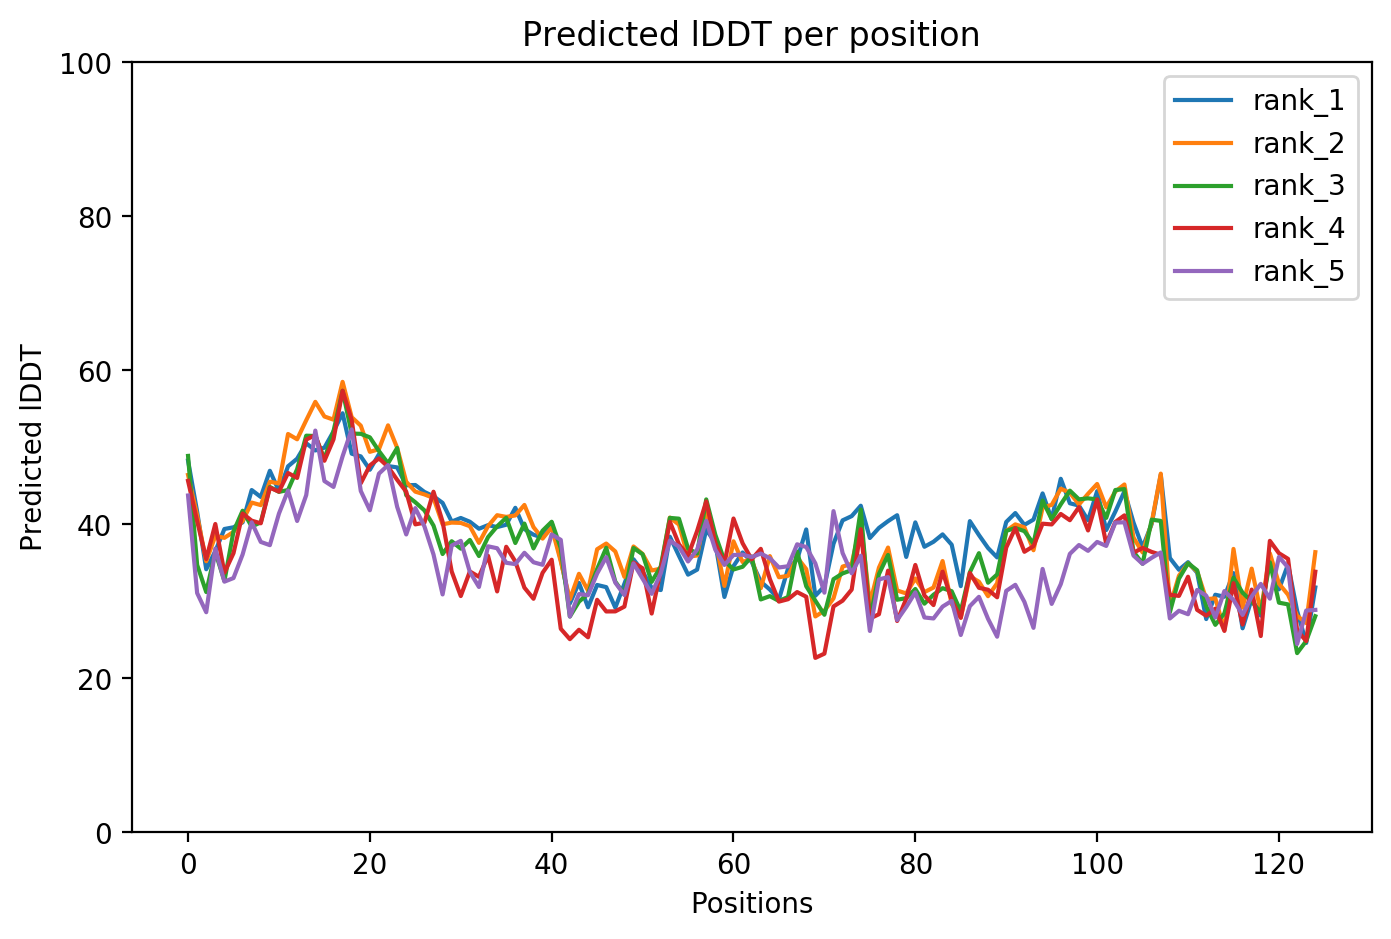 Predicted lDDT per position
100
80
60
40
20
0
Predicted lDDT
0 20 40 60 80 100 120
Positions
rank_1
rank_2
rank_3
rank_4
rank_5